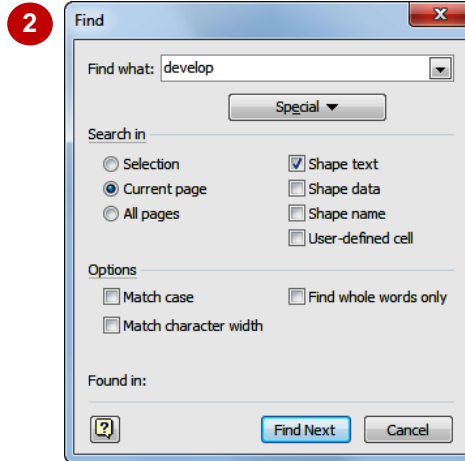 2
Find
Find what: develop
Special
Search in
Selection
Shape text
Current page
Shape data
All pages
Shape name
User-defined cell
Options
Match case
Find whole words only
Match character width
Found in:
?
Find Next
Cancel